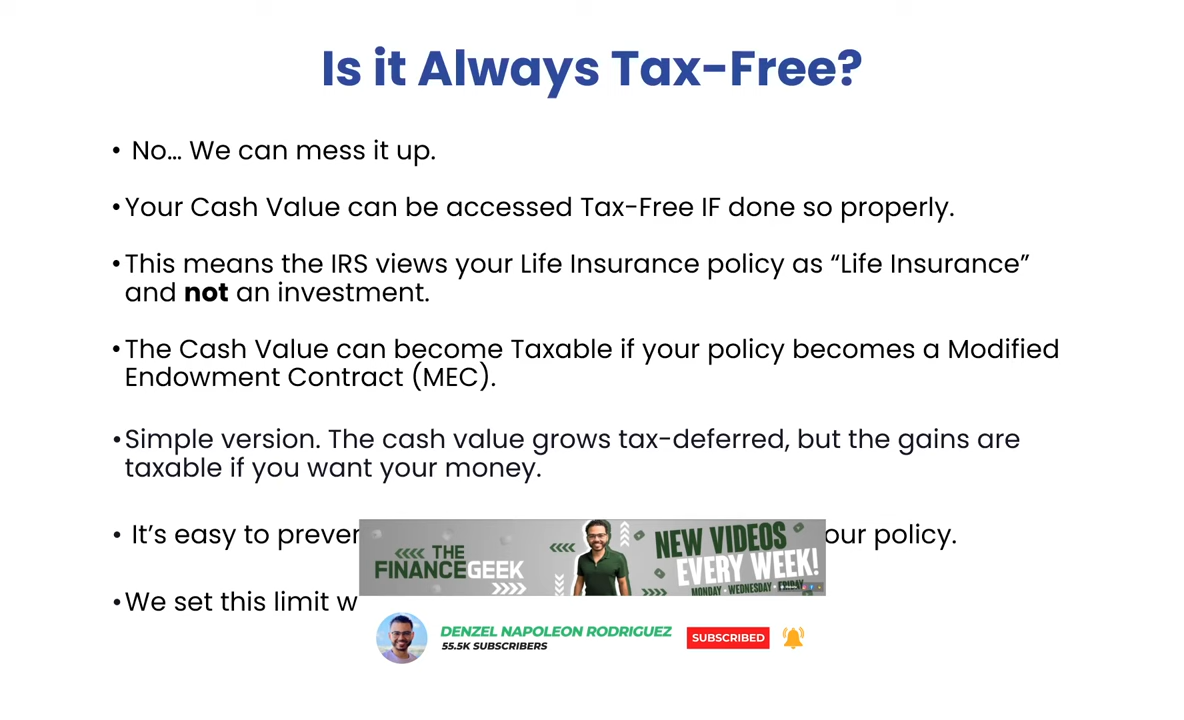 Is it Always Tax-Free?
• No... We can mess it up.
• Your Cash Value can be accessed Tax-Free IF done so properly.
• This means the IRS views your Life Insurance policy as “Life Insurance”
and not an investment.
• The Cash Value can become Taxable if your policy becomes a Modified
Endowment Contract (MEC).
• Simple version. The cash value grows tax-deferred, but the gains are
taxable if you want your money.
• It’s easy to our policy.
• We set this limit
<<<< THE
FINANCEGEEK
>>>>
<<<<
NEW VIDEOS
EVERY WEEK!
>>>> MONDAY • WEDNESDAY • FRIDAY
DENZEL NAPOLEON RODRIGUEZ
55.5K SUBSCRIBERS
SUBSCRIBED